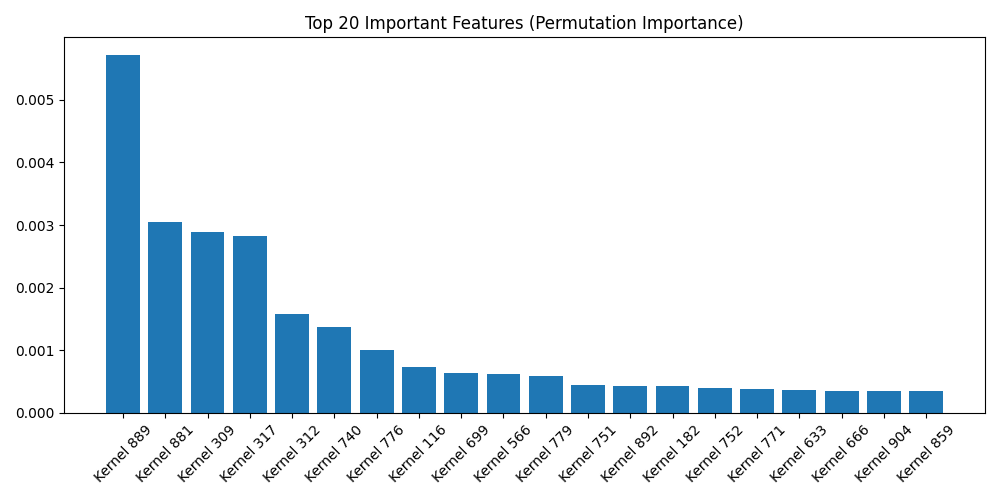 Top 20 Important Features (Permutation Importance)
0.005
0.004
0.003
0.002
0.001
0.000
Kernel 889
Kernel 881
Kernel 309
Kernel 317
Kernel 312
Kernel 740
Kernel 776
Kernel 116
Kernel 699
Kernel 566
Kernel 779
Kernel 751
Kernel 892
Kernel 182
Kernel 752
Kernel 771
Kernel 633
Kernel 666
Kernel 904
Kernel 859